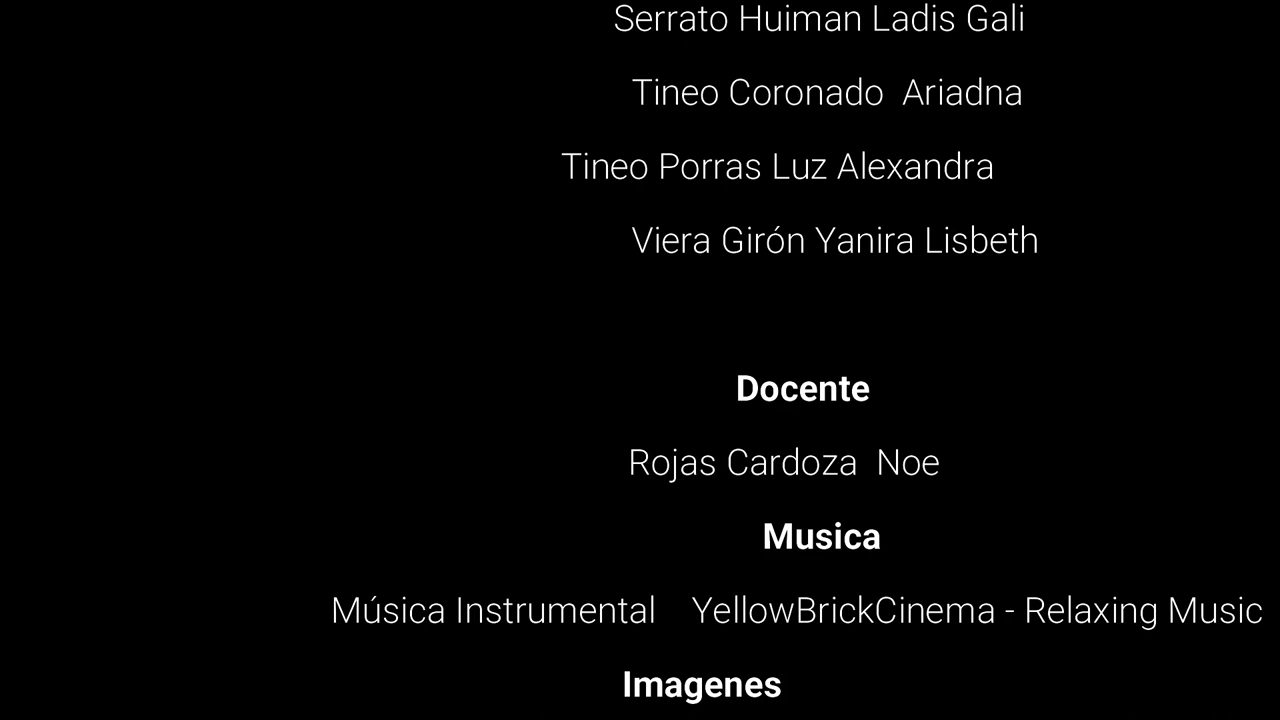 Serrato Huiman Ladis Gali
Tineo Coronado  Ariadna
Tineo Porras Luz Alexandra
Viera Girón Yanira Lisbeth
Docente
Rojas Cardoza  Noe
Musica
Música Instrumental    YellowBrickCinema - Relaxing Music
Imagenes